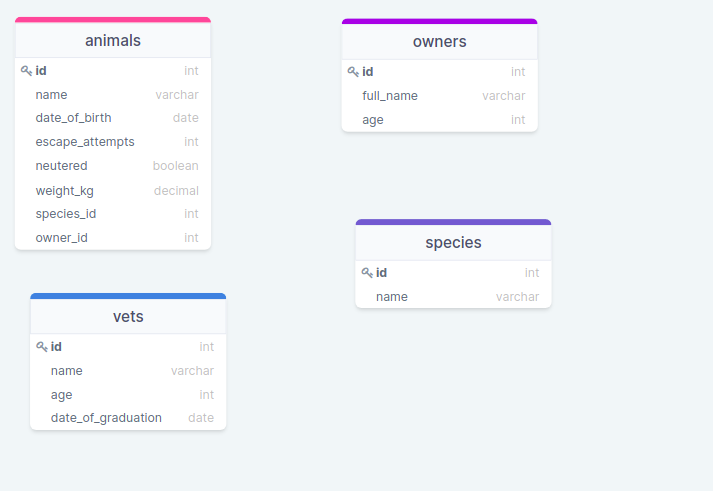 animals
id int
name varchar
date_of_birth date
escape_attempts int
neutered boolean
weight_kg decimal
species_id int
owner_id int
owners
id int
full_name varchar
age int
species
id int
name varchar
vets
id int
name varchar
age int
date_of_graduation date